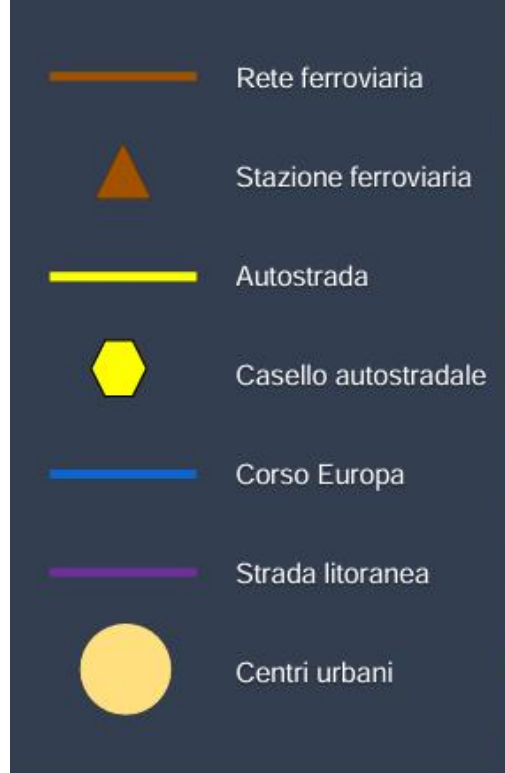 Rete ferroviaria
Stazione ferroviaria
Autostrada
Casello autostradale
Corso Europa
Strada litoranea
Centri urbani